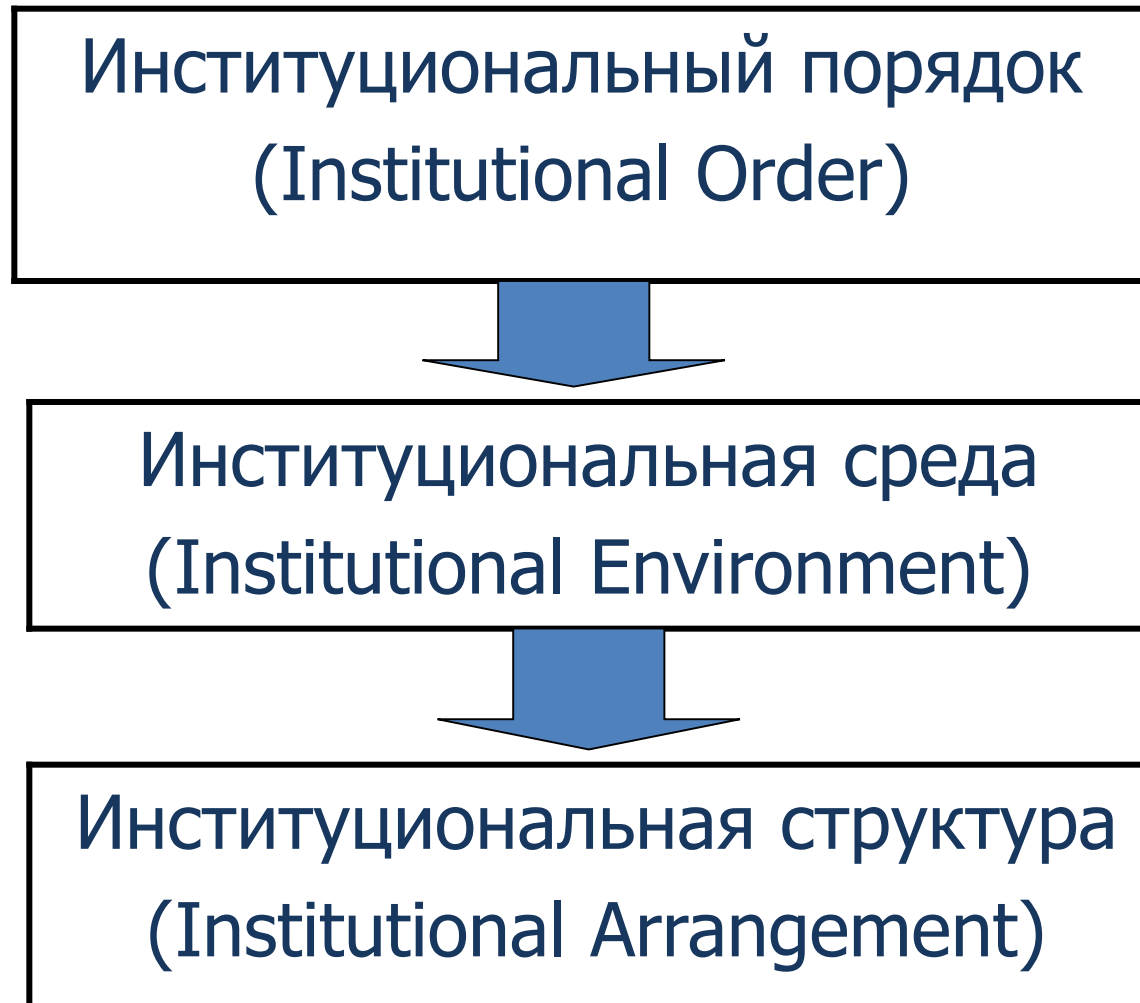 Институциональный порядок
(Institutional Order)
Институциональная среда
(Institutional Environment)
Институциональная структура
(Institutional Arrangement)